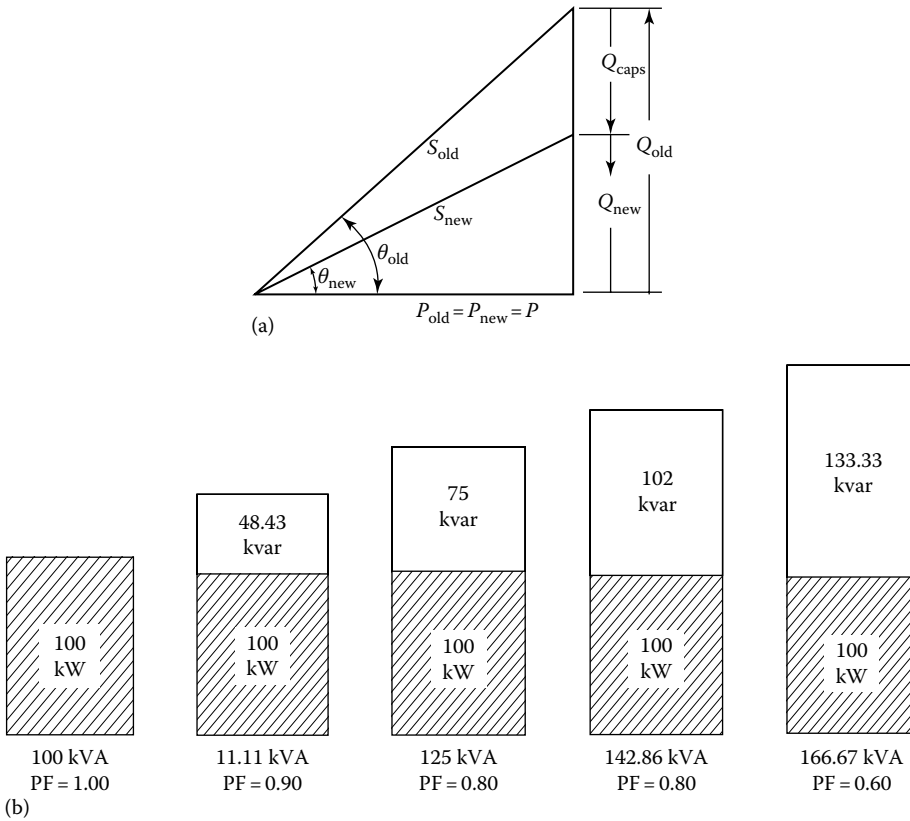 Q_caps
S_old
Q_old
Q_new
S_new
θ_old
θ_new
P_old = P_new = P
(a)
133.33
kvar
102
kvar
75
kvar
48.43
kvar
100
kW
100
kW
100
kW
100
kW
100
kW
100 kVA
PF = 1.00
11.11 kVA
PF = 0.90
125 kVA
PF = 0.80
142.86 kVA
PF = 0.80
166.67 kVA
PF = 0.60
(b)